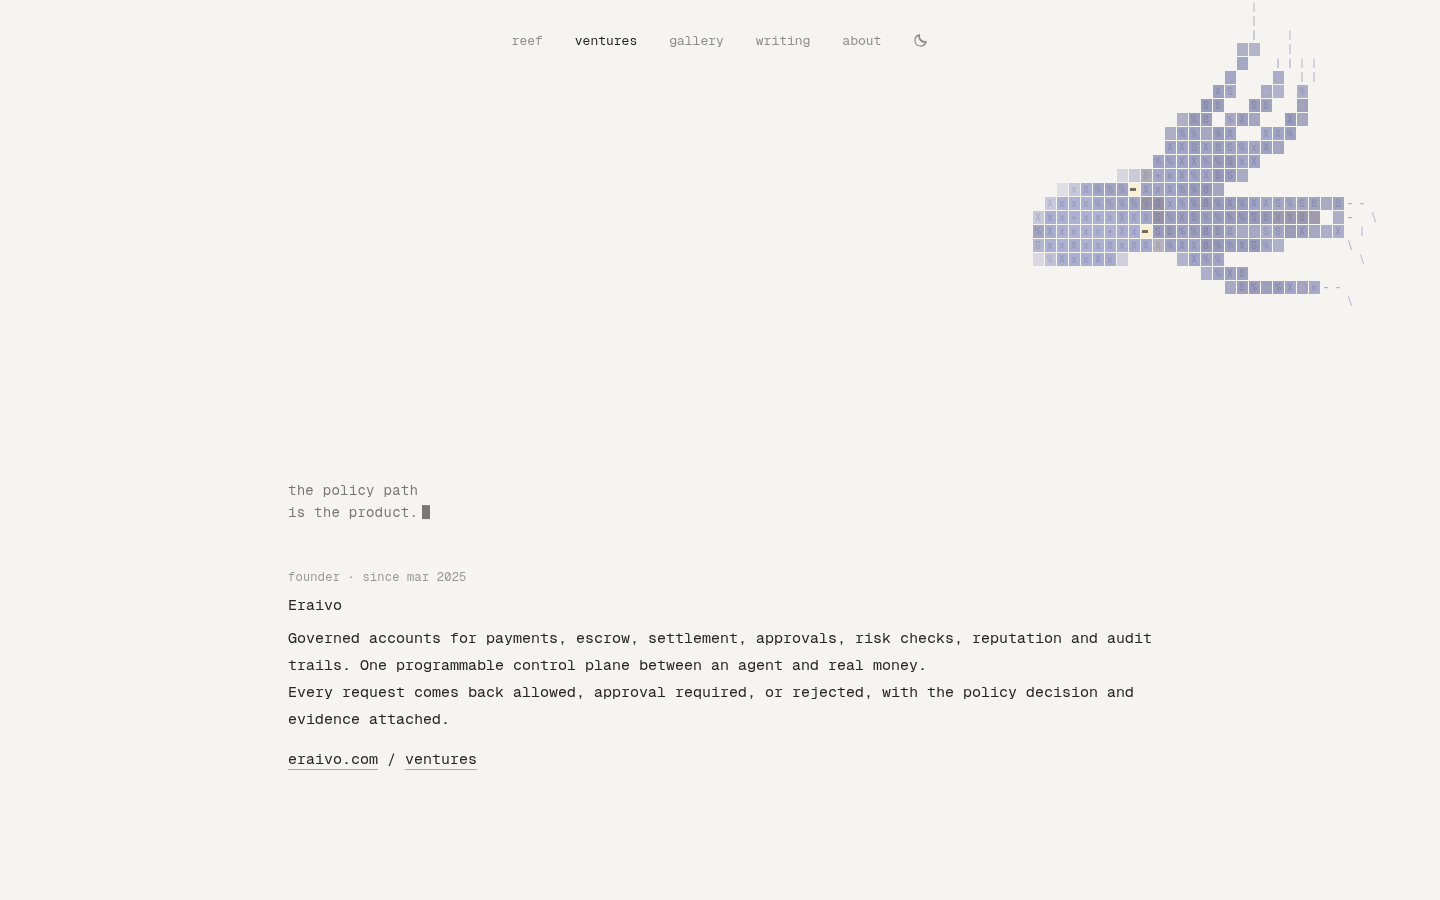 reef ventures gallery writing about
the policy path
is the product.
founder · since mar 2025
Eraivo
Governed accounts for payments, escrow, settlement, approvals, risk checks, reputation and audit
trails. One programmable control plane between an agent and real money.
Every request comes back allowed, approval required, or rejected, with the policy decision and
evidence attached.
eraivo.com / ventures